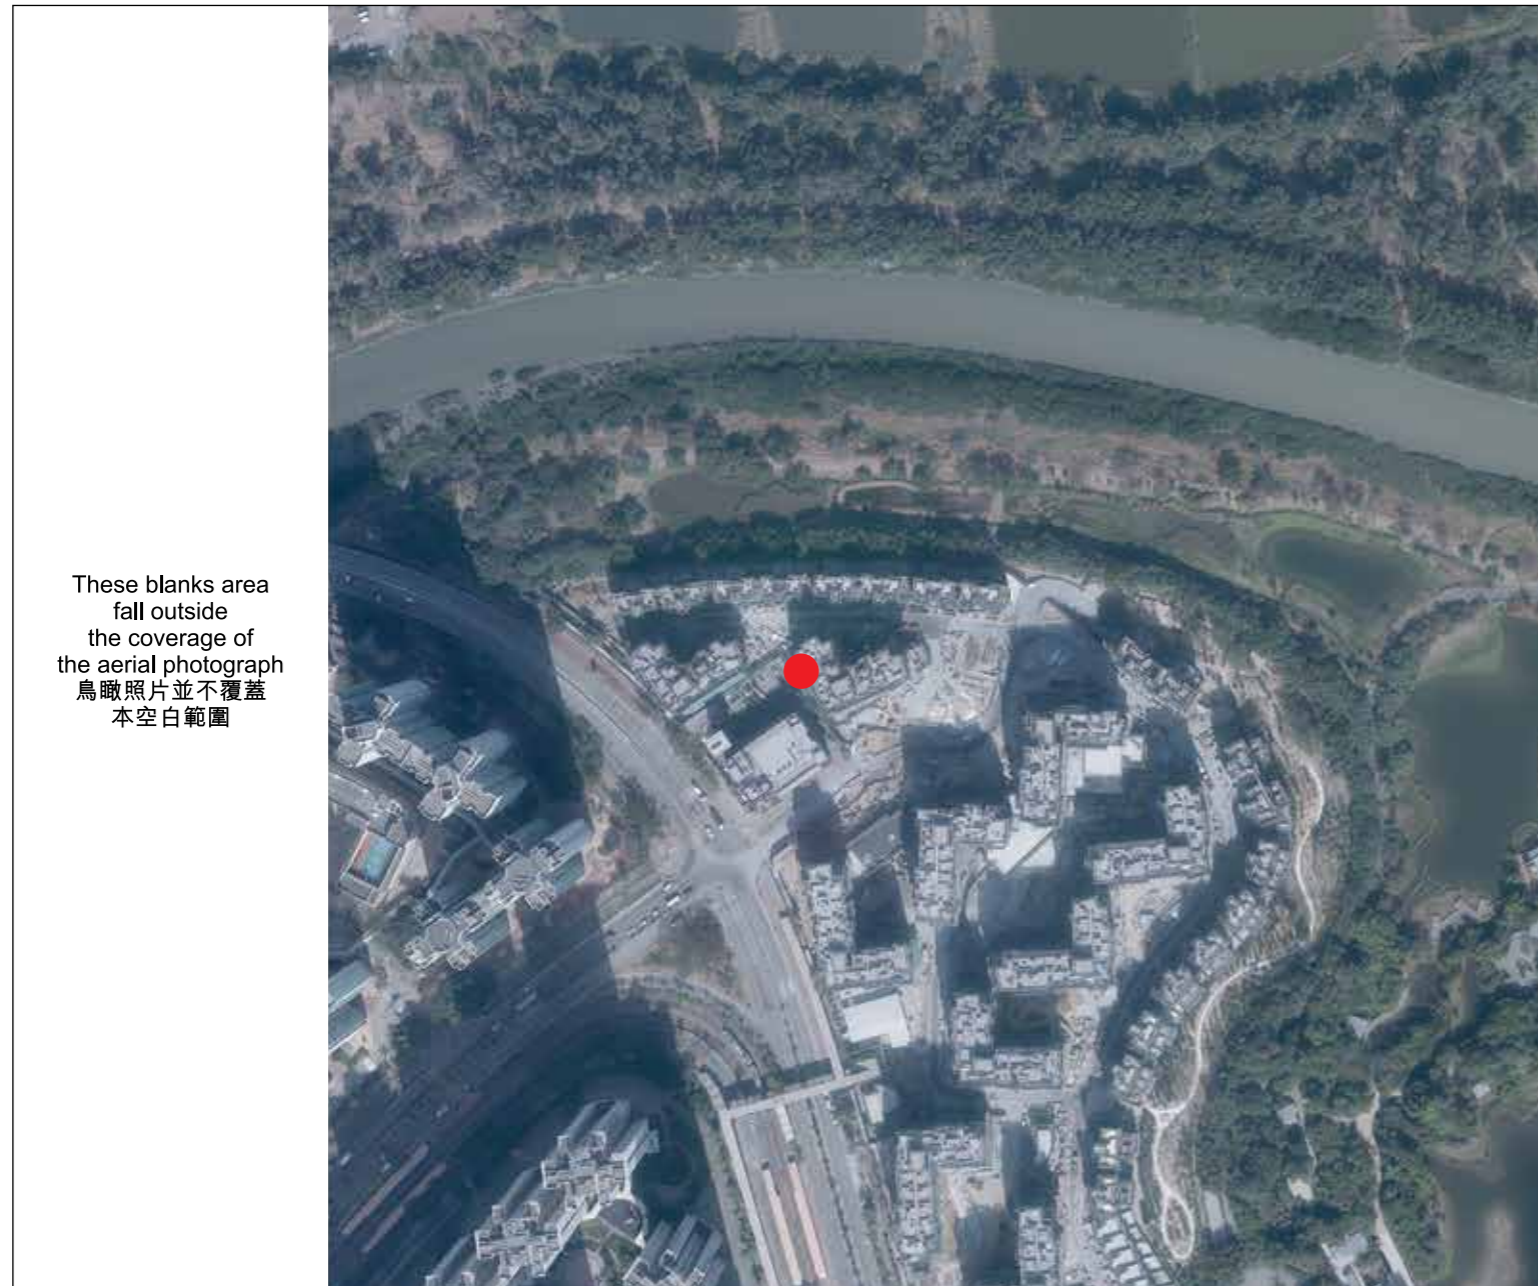 These blanks area
fall outside
the coverage of
the aerial photograph
鳥瞰照片並不覆蓋
本空白範圍